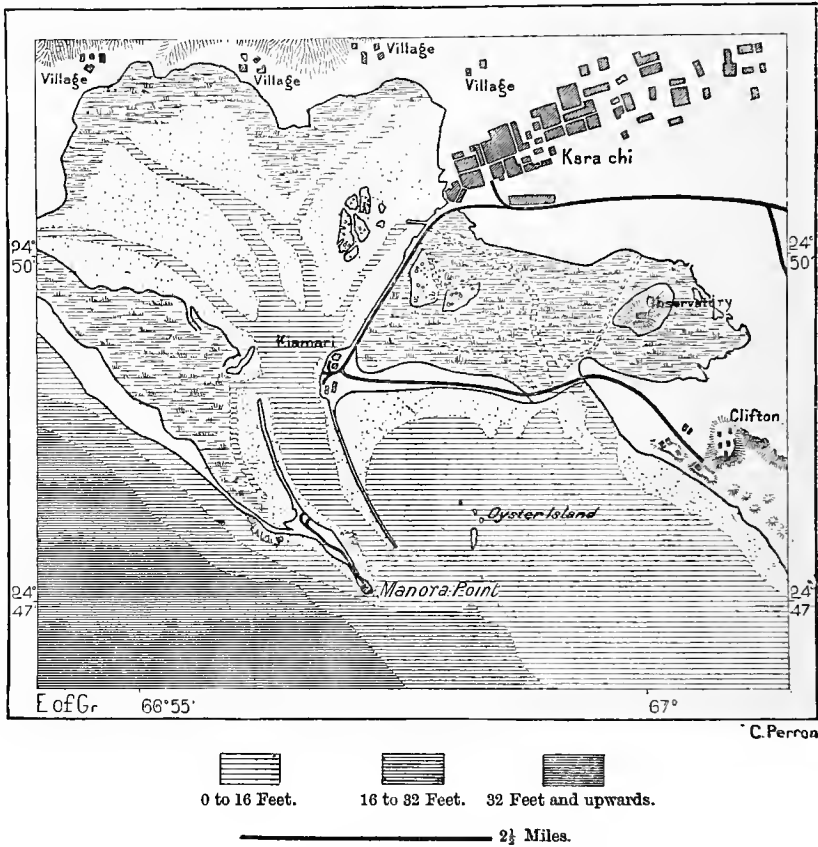 Village
Village
Village
Village
Karachi
24°
50'
24°
50'
Observatory
Kiamari
Clifton
Oyster Island
Village
Manora Point
24°
47'
24°
47'
E of Gr
66°55'
67°
C. Perron
0 to 16 Feet.
16 to 32 Feet.
32 Feet and upwards.
2½ Miles.